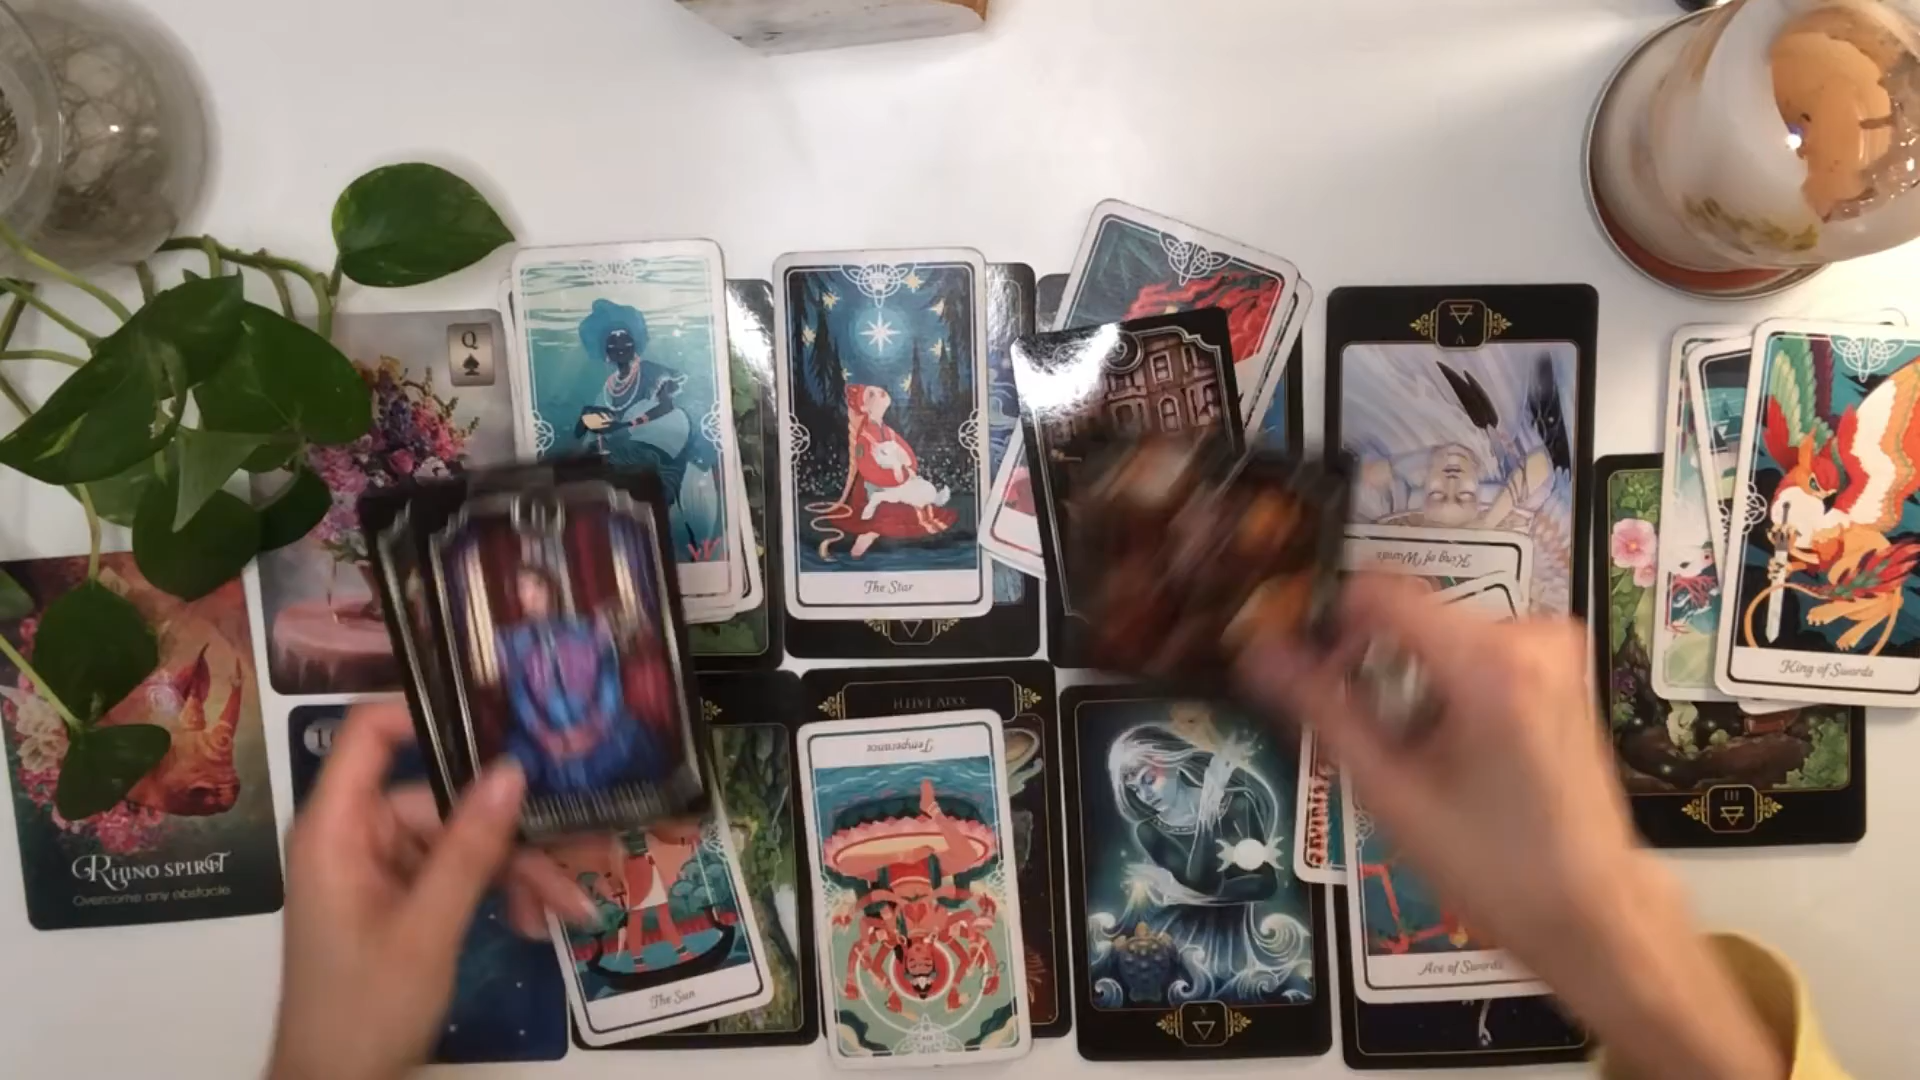 Q
V
The Star
King of Wands
King of Swords
XXIV FAITH
Temperance
III
RHINO SPIRIT
Overcome any obstacle
The Sun
Ace of Swords
X